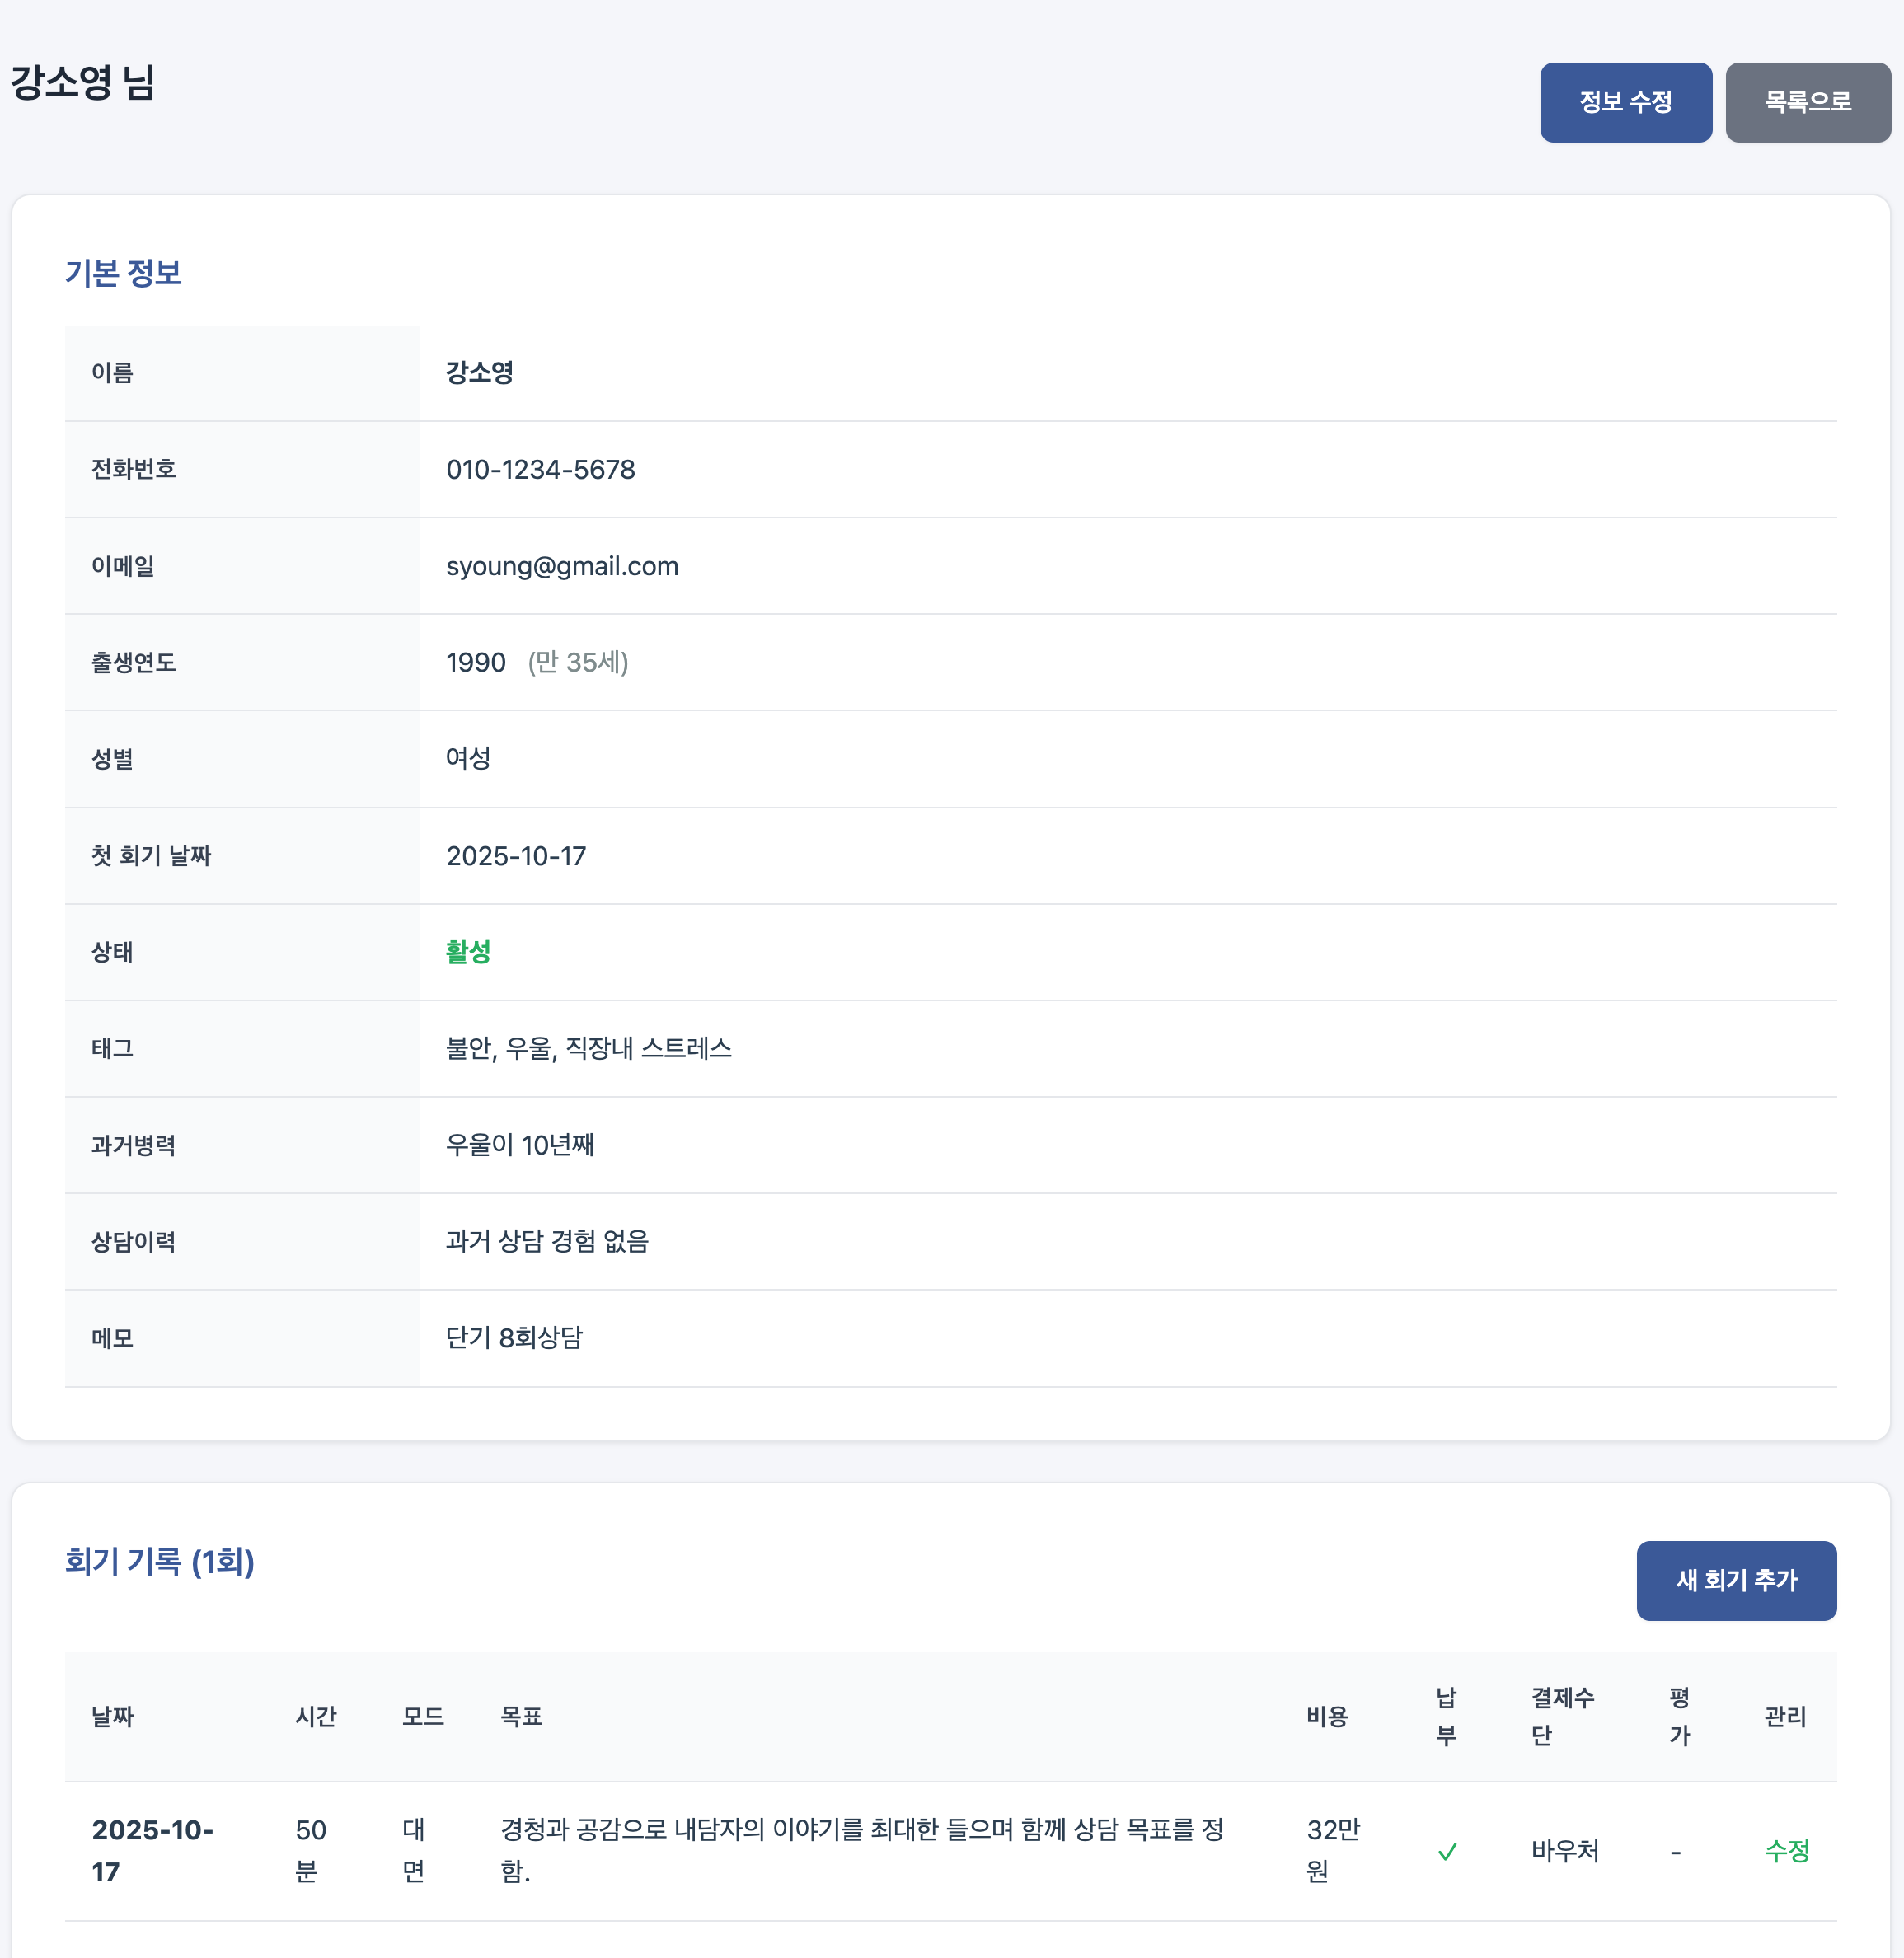 강소영 님
정보 수정
목록으로
기본 정보
이름 강소영
전화번호 010-1234-5678
이메일 syoung@gmail.com
출생연도 1990 (만 35세)
성별 여성
첫 회기 날짜 2025-10-17
상태 활성
태그 불안, 우울, 직장내 스트레스
과거병력 우울이 10년째
상담이력 과거 상담 경험 없음
메모 단기 8회상담
회기 기록 (1회)
새 회기 추가
날짜 시간 모드 목표 비용 납부 결제수단 평가 관리
2025-10-17 50분 대면 경청과 공감으로 내담자의 이야기를 최대한 들으며 함께 상담 목표를 정함. 32만원 ✓ 바우처 - 수정